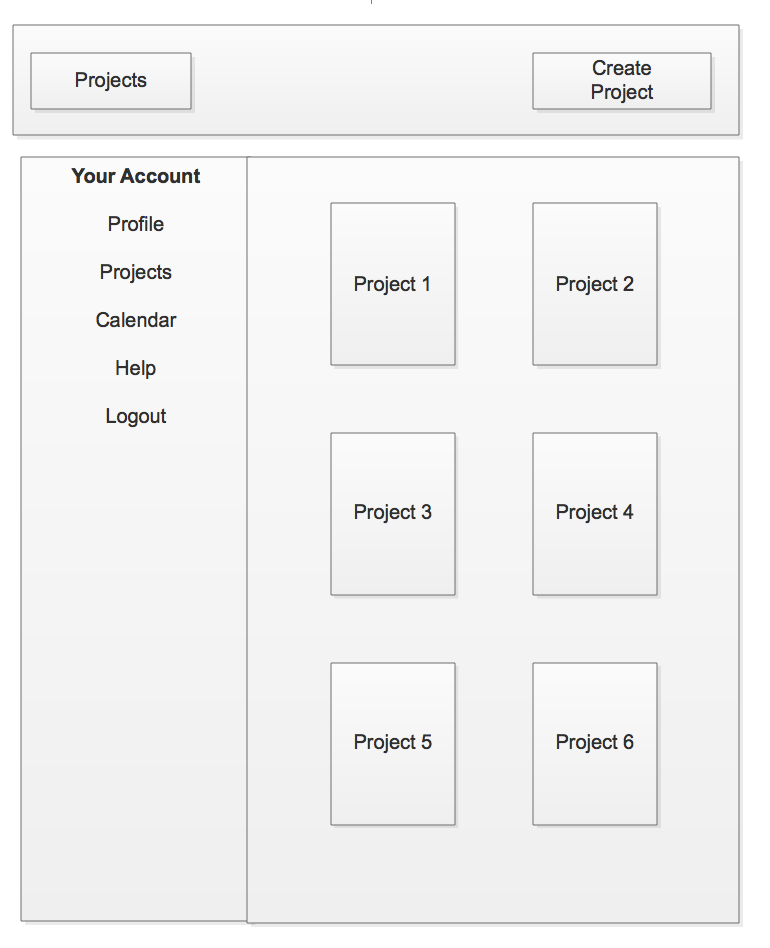 Projects
Create
Project
Your Account
Profile
Projects
Calendar
Help
Logout
Project 1
Project 2
Project 3
Project 4
Project 5
Project 6